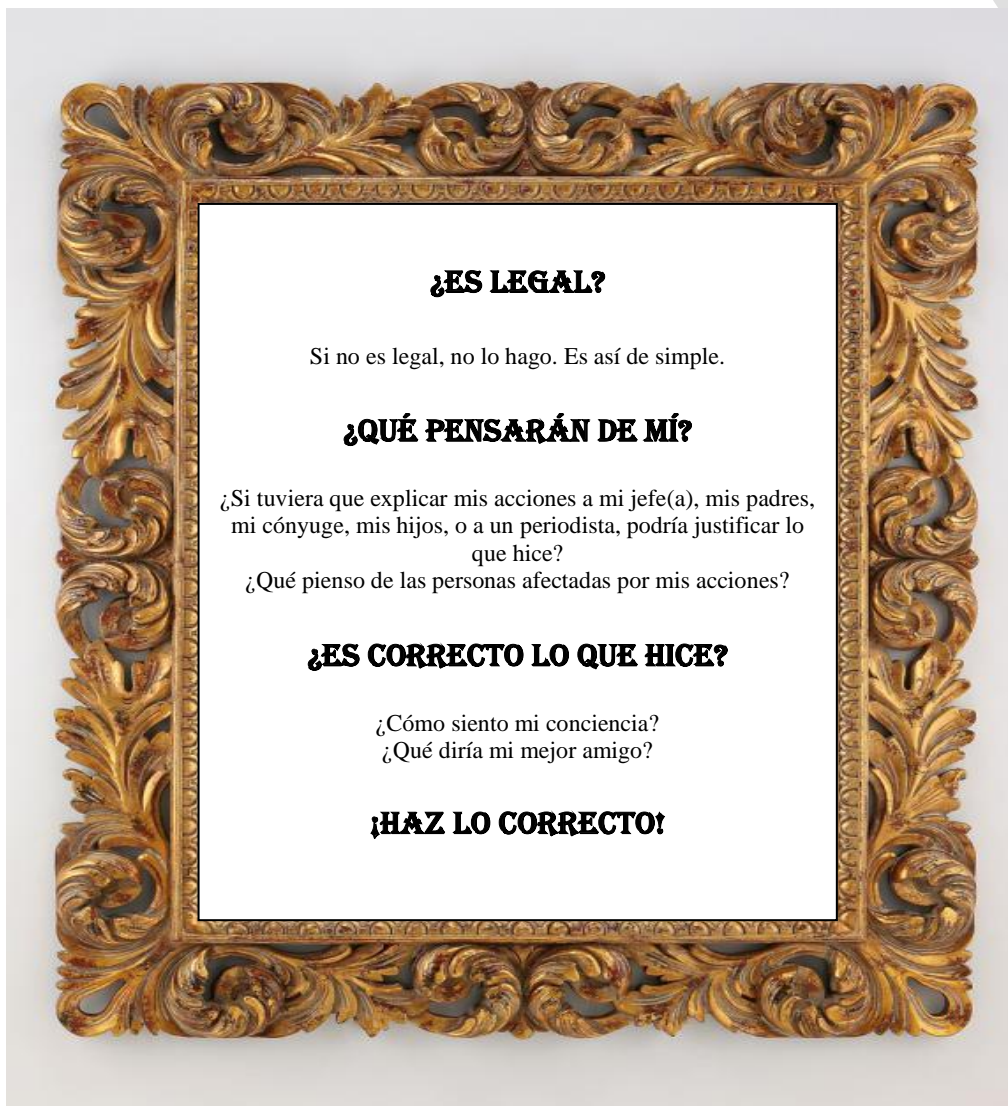 ¿ES LEGAL?
Si no es legal, no lo hago. Es así de simple.
¿QUÉ PENSARÁN DE MÍ?
¿Si tuviera que explicar mis acciones a mi jefe(a), mis padres,
mi cónyuge, mis hijos, o a un periodista, podría justificar lo
que hice?
¿Qué pienso de las personas afectadas por mis acciones?
¿ES CORRECTO LO QUE HICE?
¿Cómo siento mi conciencia?
¿Qué diría mi mejor amigo?
¡HAZ LO CORRECTO!